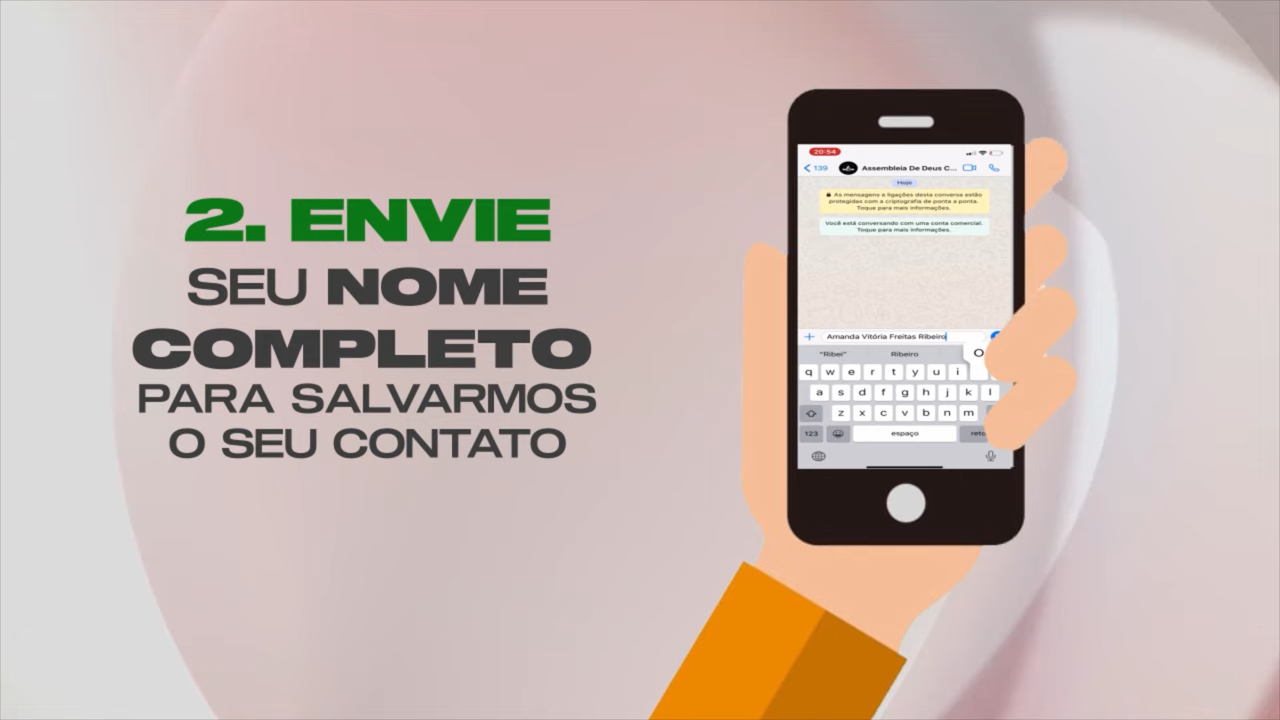 2. ENVIE
SEU NOME
COMPLETO
PARA SALVARMOS
O SEU CONTATO
20:54
139
Assembleia De Deus C...
Hoje
As mensagens e ligações desta conversa estão
protegidas com a criptografia de ponta a ponta.
Toque para mais informações.
Você está conversando com uma conta comercial.
Toque para mais informações.
Amanda Vitória Freitas Ribeiro
"Ribei" Ribeiro
O
q w e r t y u i
a s d f g h j k l
z x c v b n m
123 espaço reto